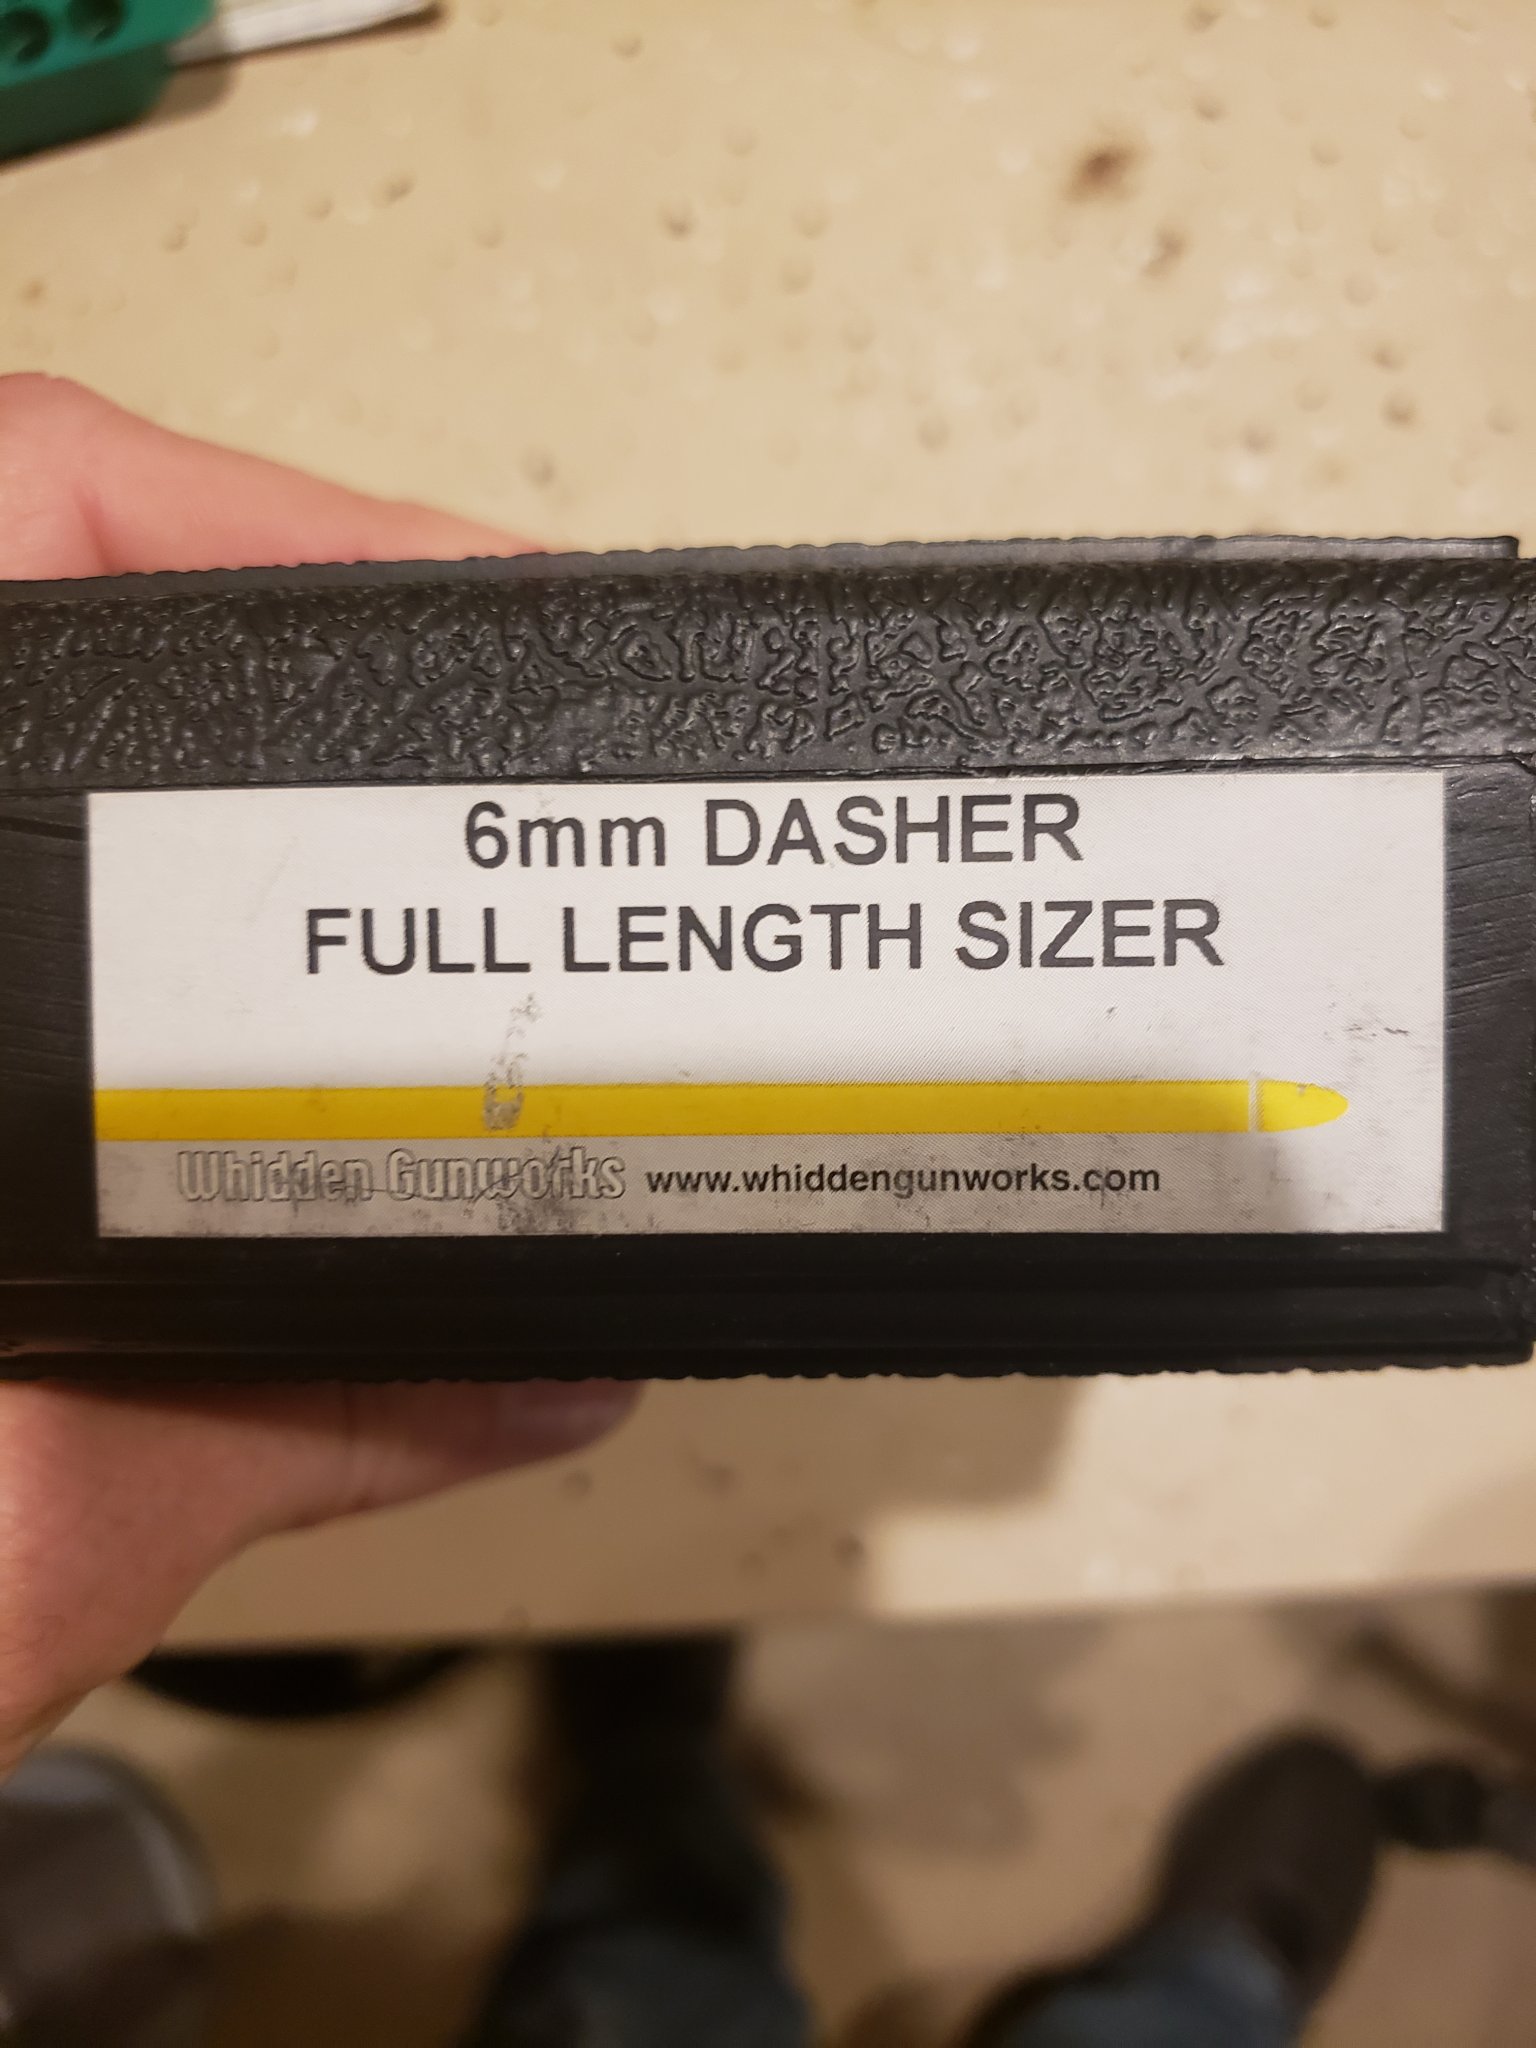 6mm DASHER
FULL LENGTH SIZER
Whidden Gunworks www.whiddengunworks.com